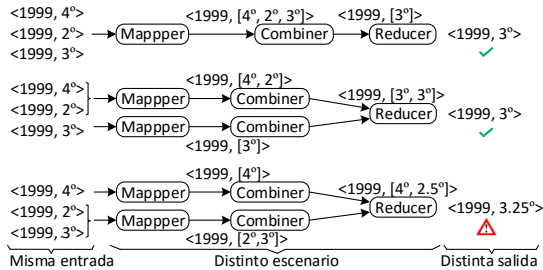 <1999, 4º>
<1999, 2º>
<1999, 3º>
Mappper
<1999, [4º, 2º, 3º]>
Combiner
<1999, [3º]>
Reducer
<1999, 3º>
<1999, 4º>
<1999, 2º>
<1999, 3º>
Mappper
<1999, [4º, 2º]>
Combiner
Mappper
<1999, [3º]>
Combiner
<1999, [3º, 3º]>
Reducer
<1999, 3º>
<1999, 4º>
<1999, 2º>
<1999, 3º>
Mappper
<1999, [4º]>
Combiner
Mappper
<1999, [2º,3º]>
Combiner
<1999, [4º, 2.5º]>
Reducer
<1999, 3.25º>
Misma entrada
Distinto escenario
Distinta salida